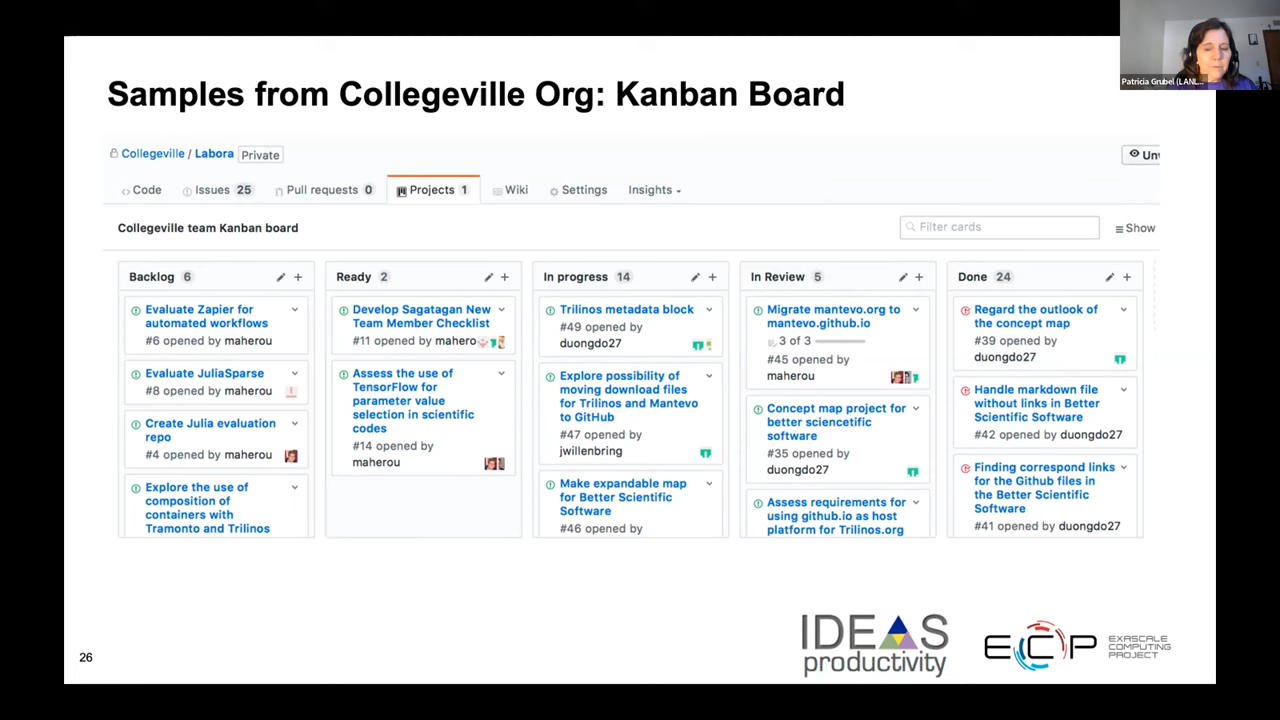 Samples from Collegeville Org: Kanban Board
Patricia Grubel (LANL...
Collegeville / Labora Private
Code Issues 25 Pull requests 0 Projects 1 Wiki Settings Insights
Collegeville team Kanban board
Filter cards
Show
Backlog 6
Evaluate Zapier for
automated workflows
#6 opened by maherou
Evaluate JuliaSparse
#8 opened by maherou
Create Julia evaluation
repo
#4 opened by maherou
Explore the use of
composition of
containers with
Tramonto and Trilinos
Ready 2
Develop Sagatagan New
Team Member Checklist
#11 opened by mahero
Assess the use of
TensorFlow for
parameter value
selection in scientific
codes
#14 opened by
maherou
In progress 14
Trilinos metadata block
#49 opened by
duongdo27
Explore possibility of
moving download files
for Trilinos and Mantevo
to GitHub
#47 opened by
jwillenbring
Make expandable map
for Better Scientific
Software
#46 opened by
In Review 5
Migrate mantevo.org to
mantevo.github.io
3 of 3
#45 opened by
maherou
Concept map project for
better sciencetific
software
#35 opened by
duongdo27
Assess requirements for
using github.io as host
platform for Trilinos.org
Done 24
Regard the outlook of
the concept map
#39 opened by
duongdo27
Handle markdown file
without links in Better
Scientific Software
#42 opened by duongdo27
Finding correspond links
for the Github files in
the Better Scientific
Software
#41 opened by duongdo27
26
IDEAS
productivity
ECP
EXASCALE
COMPUTING
PROJECT